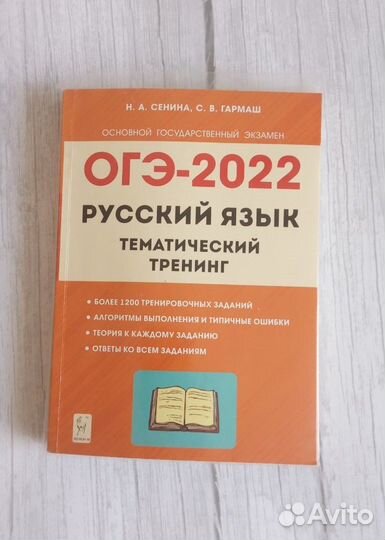 Н. А. СЕНИНА, С. В. ГАРМАШ
ОСНОВНОЙ ГОСУДАРСТВЕННЫЙ ЭКЗАМЕН
ОГЭ-2022
РУССКИЙ ЯЗЫК
ТЕМАТИЧЕСКИЙ
ТРЕНИНГ
• БОЛЕЕ 1200 ТРЕНИРОВОЧНЫХ ЗАДАНИЙ
• АЛГОРИТМЫ ВЫПОЛНЕНИЯ И ТИПИЧНЫЕ ОШИБКИ
• ТЕОРИЯ К КАЖДОМУ ЗАДАНИЮ
• ОТВЕТЫ КО ВСЕМ ЗАДАНИЯМ
Avito